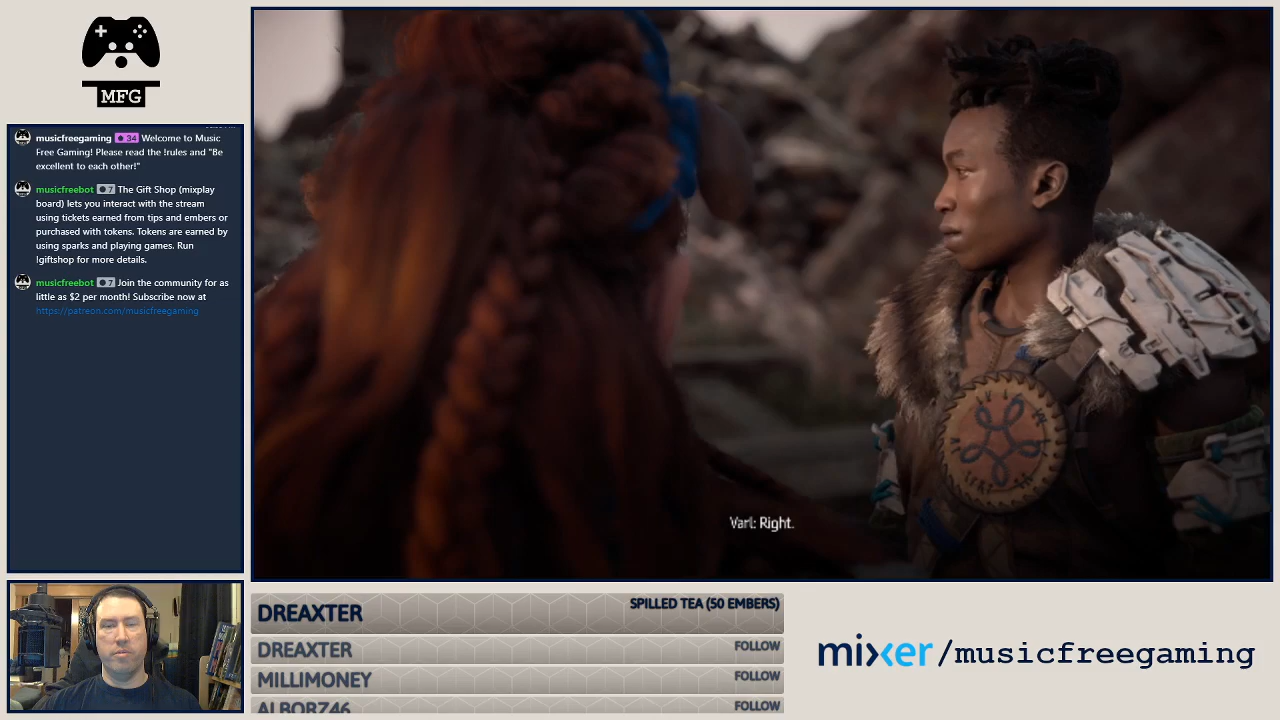 MFG
musicfreegaming 34 Welcome to Music
Free Gaming! Please read the !rules and "Be
excellent to each other!"
musicfreebot 7 The Gift Shop (mixplay
board) lets you interact with the stream
using tickets earned from tips and embers or
purchased with tokens. Tokens are earned by
using sparks and playing games. Run
!giftshop for more details.
musicfreebot 7 Join the community for as
little as $2 per month! Subscribe now at
https://patreon.com/musicfreegaming
Varl: Right.
DREAXTER SPILLED TEA (50 EMBERS)
DREAXTER FOLLOW
MILLIMONEY FOLLOW
ALBORZ46 FOLLOW
mixer/musicfreegaming